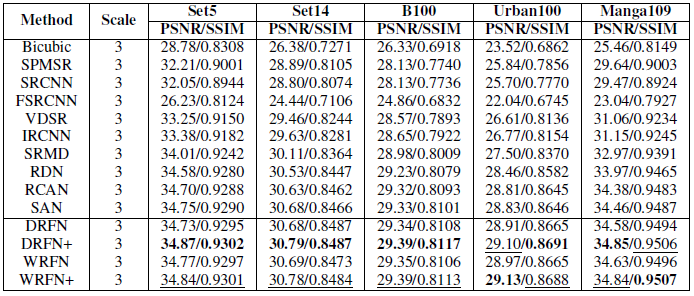 Method Scale Set5 Set14 B100 Urban100 Manga109
PSNR/SSIM PSNR/SSIM PSNR/SSIM PSNR/SSIM PSNR/SSIM
Bicubic 3 28.78/0.8308 26.38/0.7271 26.33/0.6918 23.52/0.6862 25.46/0.8149
SPMSR 3 32.21/0.9001 28.89/0.8105 28.13/0.7740 25.84/0.7856 29.64/0.9003
SRCNN 3 32.05/0.8944 28.80/0.8074 28.13/0.7736 25.70/0.7770 29.47/0.8924
FSRCNN 3 26.23/0.8124 24.44/0.7106 24.86/0.6832 22.04/0.6745 23.04/0.7927
VDSR 3 33.25/0.9150 29.46/0.8244 28.57/0.7893 26.61/0.8136 31.06/0.9234
IRCNN 3 33.38/0.9182 29.63/0.8281 28.65/0.7922 26.77/0.8154 31.15/0.9245
SRMD 3 34.01/0.9242 30.11/0.8364 28.98/0.8009 27.50/0.8370 32.97/0.9391
RDN 3 34.58/0.9280 30.53/0.8447 29.23/0.8079 28.46/0.8582 33.97/0.9465
RCAN 3 34.70/0.9288 30.63/0.8462 29.32/0.8093 28.81/0.8645 34.38/0.9483
SAN 3 34.75/0.9290 30.68/0.8466 29.33/0.8101 28.83/0.8646 34.46/0.9487
DRFN 3 34.73/0.9295 30.68/0.8487 29.34/0.8108 28.91/0.8665 34.58/0.9494
DRFN+ 3 34.87/0.9302 30.79/0.8487 29.39/0.8117 29.10/0.8691 34.85/0.9506
WRFN 3 34.77/0.9297 30.69/0.8473 29.35/0.8106 28.97/0.8665 34.63/0.9496
WRFN+ 3 34.84/0.9301 30.78/0.8484 29.39/0.8113 29.13/0.8688 34.84/0.9507